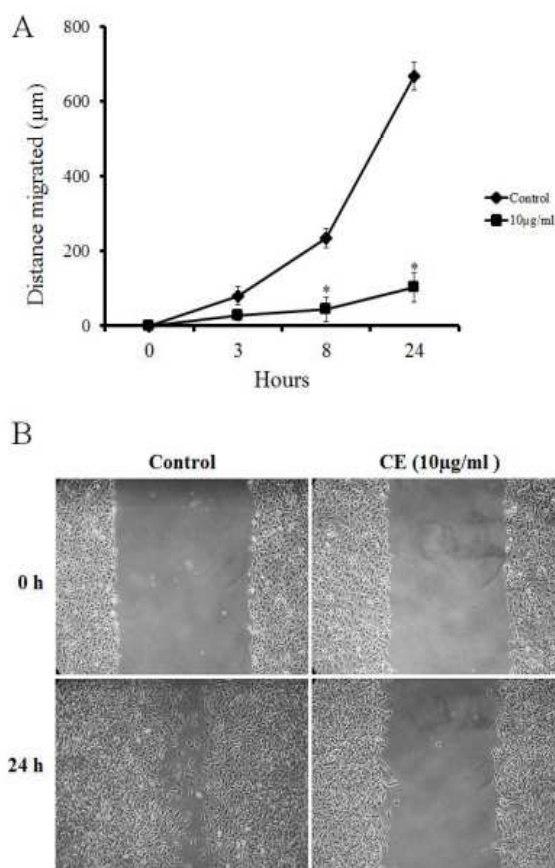 A
800
600
400
200
0
Distance migrated (μm)
0 3 8 24
Hours
*
*
Control
10μg/ml
B
Control CE (10μg/ml )
0 h
24 h